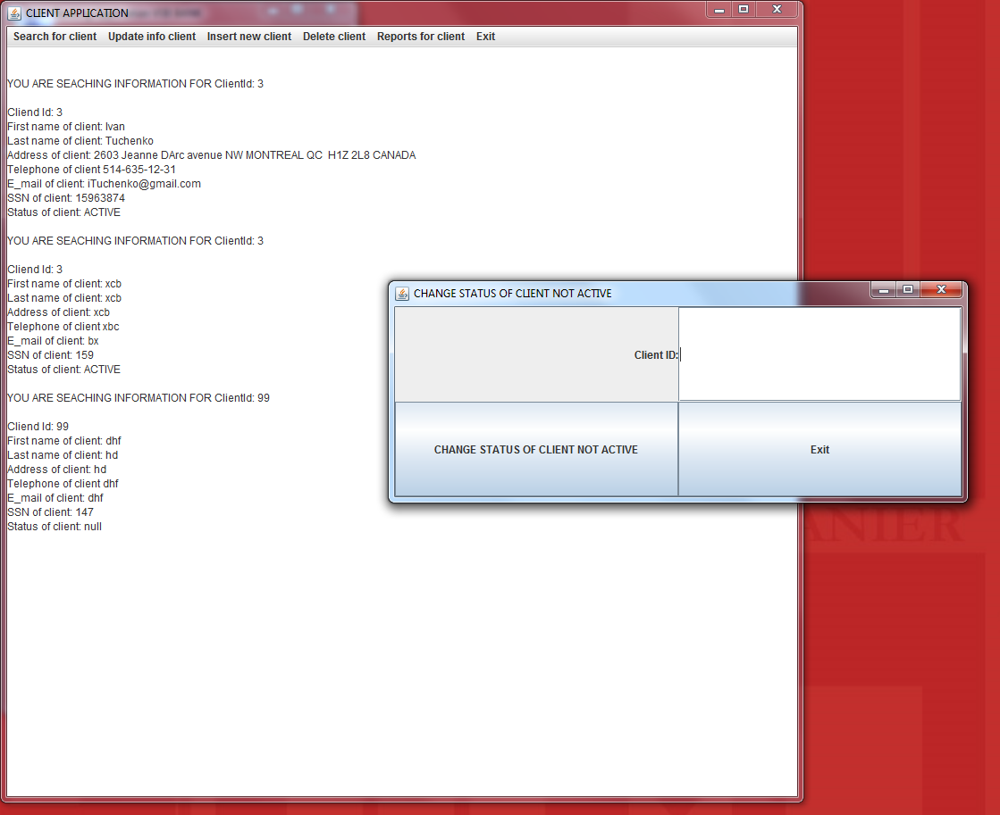 CLIENT APPLICATION
Search for client Update info client Insert new client Delete client Reports for client Exit
YOU ARE SEACHING INFORMATION FOR ClientId: 3
Cliend Id: 3
First name of client: Ivan
Last name of client: Tuchenko
Address of client: 2603 Jeanne DArc avenue NW MONTREAL QC  H1Z 2L8 CANADA
Telephone of client 514-635-12-31
E_mail of client: iTuchenko@gmail.com
SSN of client: 15963874
Status of client: ACTIVE
YOU ARE SEACHING INFORMATION FOR ClientId: 3
Cliend Id: 3
First name of client: xcb
Last name of client: xcb
Address of client: xcb
Telephone of client xbc
E_mail of client: bx
SSN of client: 159
Status of client: ACTIVE
YOU ARE SEACHING INFORMATION FOR ClientId: 99
Cliend Id: 99
First name of client: dhf
Last name of client: hd
Address of client: hd
Telephone of client dhf
E_mail of client: dhf
SSN of client: 147
Status of client: null
CHANGE STATUS OF CLIENT NOT ACTIVE
Client ID:
CHANGE STATUS OF CLIENT NOT ACTIVE
Exit
ANIER